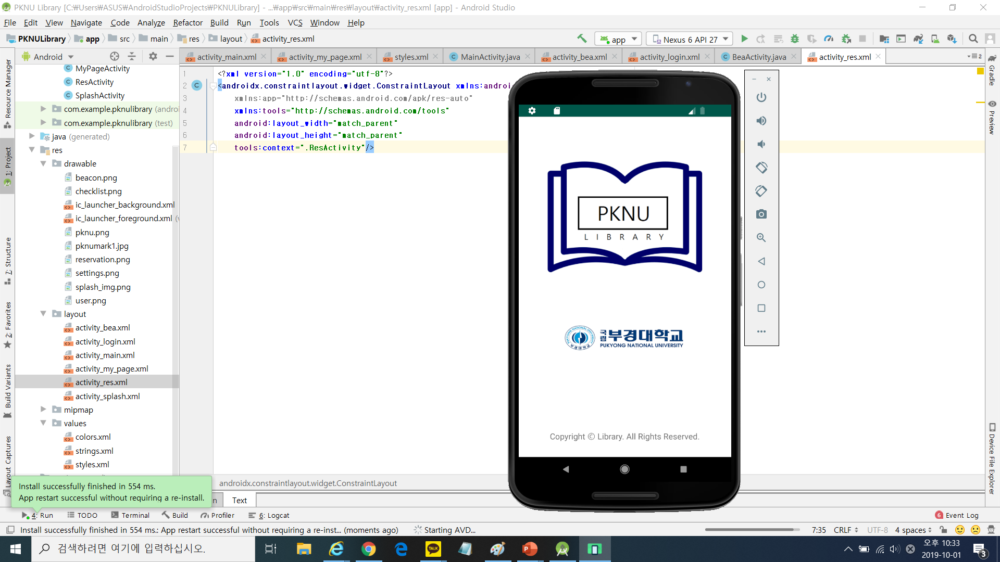 PKNU Library [C:₩Users₩ASUS₩AndroidStudioProjects₩PKNULibrary] - ...₩app₩src₩main₩res₩layout₩activity_res.xml [app] - Android Studio
File Edit View Navigate Code Analyze Refactor Build Run Tools VCS Window Help
PKNULibrary app src main res layout activity_res.xml
app
Nexus 6 API 27
Android
activity_main.xml activity_my_page.xml styles.xml MainActivity.java activity_bea.xml activity_login.xml BeaActivity.java activity_res.xml
2
Resource Manager
1: Project
7: Structure
2: Favorites
Build Variants
Layout Captures
MyPageActivity
ResActivity
SplashActivity
com.example.pknulibrary (androi
com.example.pknulibrary (test)
java (generated)
res
drawable
beacon.png
checklist.png
ic_launcher_background.xml
ic_launcher_foreground.xml (v
pknu.png
pknumark1.jpg
reservation.png
settings.png
splash_img.png
user.png
layout
activity_bea.xml
activity_login.xml
activity_main.xml
activity_my_page.xml
activity_res.xml
activity_splash.xml
mipmap
values
colors.xml
strings.xml
styles.xml
1 <?xml version="1.0" encoding="utf-8"?>
2 <androidx.constraintlayout.widget.ConstraintLayout xmlns:androi
3 xmlns:app="http://schemas.android.com/apk/res-auto"
4 xmlns:tools="http://schemas.android.com/tools"
5 android:layout_width="match_parent"
6 android:layout_height="match_parent"
7 tools:context=".ResActivity"/>
PKNU
LIBRARY
국립 부경대학교
PUKYONG NATIONAL UNIVERSITY
Copyright © Library. All Rights Reserved.
Gradle
Preview
Device File Explorer
androidx.constraintlayout.widget.ConstraintLayout
Install successfully finished in 554 ms.
App restart successful without requiring a re-install.
n Text
4: Run TODO Terminal Build Profiler 6: Logcat
6 Event Log
Install successfully finished in 554 ms.: App restart successful without requiring a re-inst... (moments ago) Starting AVD...
7:35 CRLF UTF-8 4 spaces
검색하려면 여기에 입력하십시오.
TALK
오후 10:33
2019-10-01
3